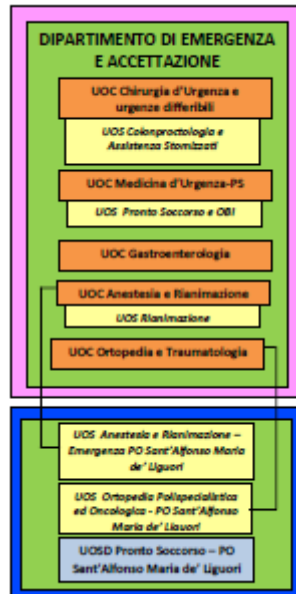 DIPARTIMENTO DI EMERGENZA
E ACCETTAZIONE
UOC Chirurgia d'Urgenza e
urgenze differibili
UOS Colonproctologia e
Assistenza Stomizzati
UOC Medicina d'Urgenza-PS
UOS Pronto Soccorso e OBI
UOC Gastroenterologia
UOC Anestesia e Rianimazione
UOS Rianimazione
UOC Ortopedia e Traumatologia
UOS Anestesia e Rianimazione –
Emergenza PO Sant'Alfonso Maria
de' Liguori
UOS Ortopedia Polispecialistica
ed Oncologica - PO Sant'Alfonso
Maria de' Liguori
UOSD Pronto Soccorso – PO
Sant'Alfonso Maria de' Liguori